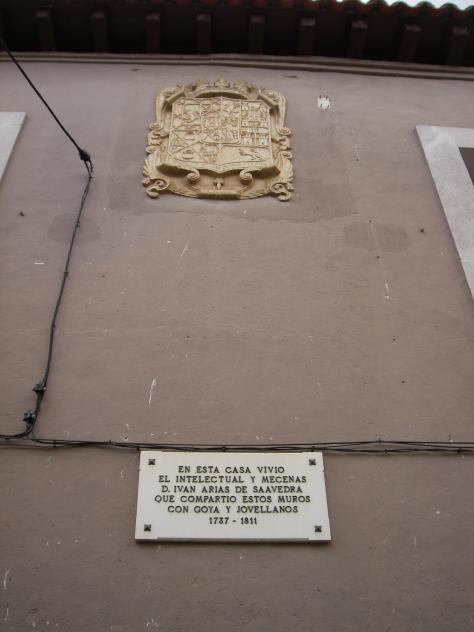 EN ESTA CASA VIVIO
EL INTELECTUAL Y MECENAS
D. IVAN ARIAS DE SAAVEDRA
QUE COMPARTIO ESTOS MUROS
CON GOYA Y JOVELLANOS
1737 - 1811